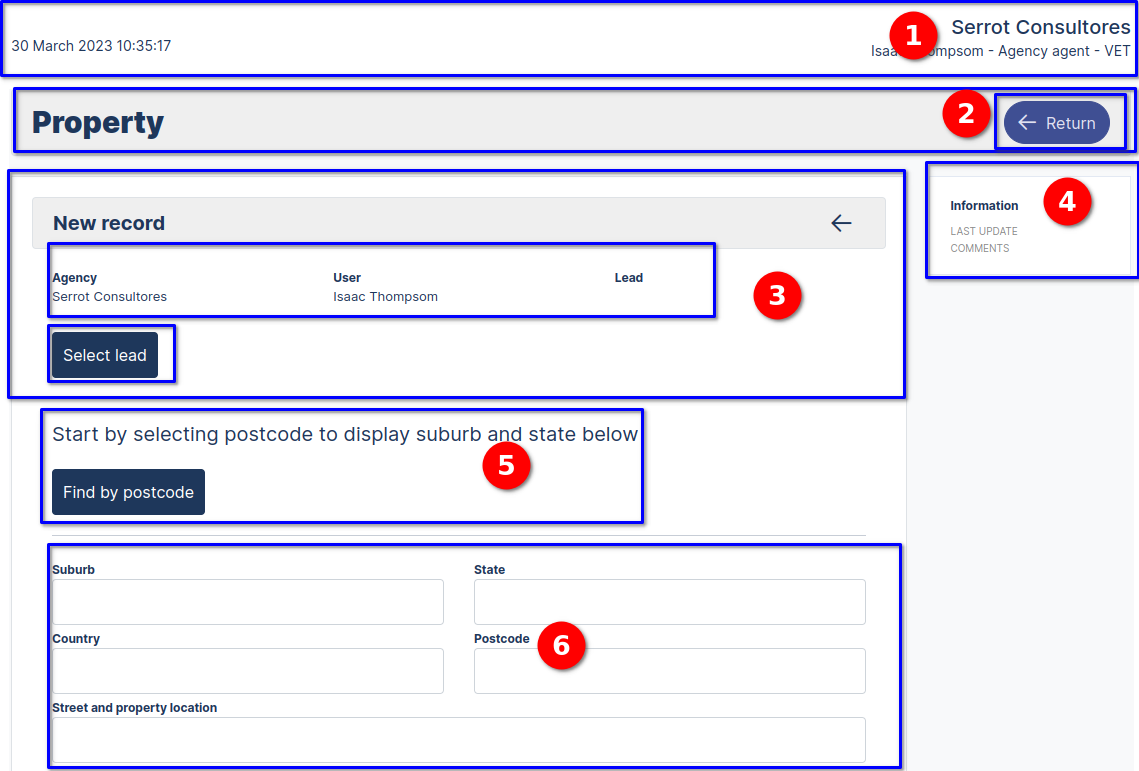 Serrot Consultores
30 March 2023 10:35:17
Isaa ompsom - Agency agent - VET
1
Property
2
Return
New record
Information
4
LAST UPDATE
COMMENTS
Agency User Lead
Serrot Consultores Isaac Thompsom
3
Select lead
Start by selecting postcode to display suburb and state below
5
Find by postcode
Suburb State
Country Postcode
6
Street and property location